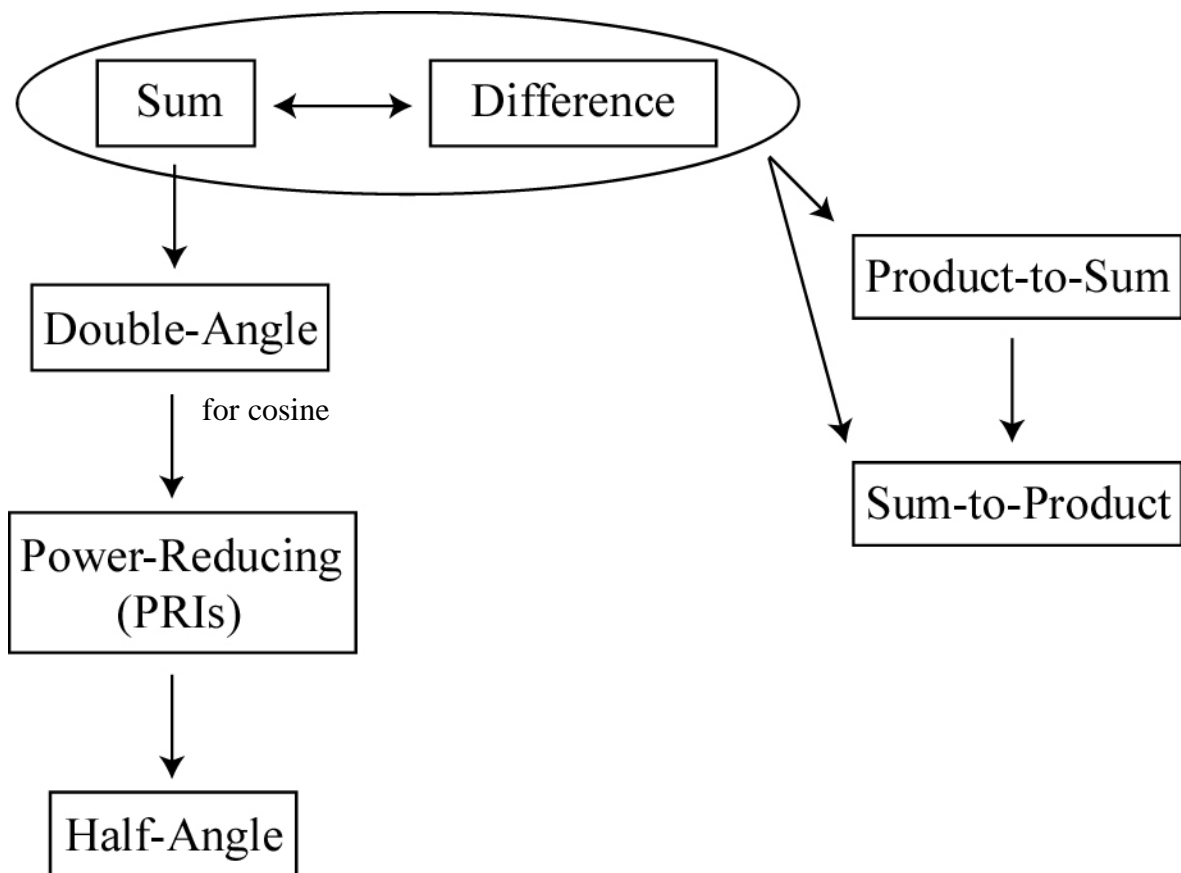 Sum
Difference
Double-Angle
for cosine
Power-Reducing
(PRIs)
Half-Angle
Product-to-Sum
Sum-to-Product